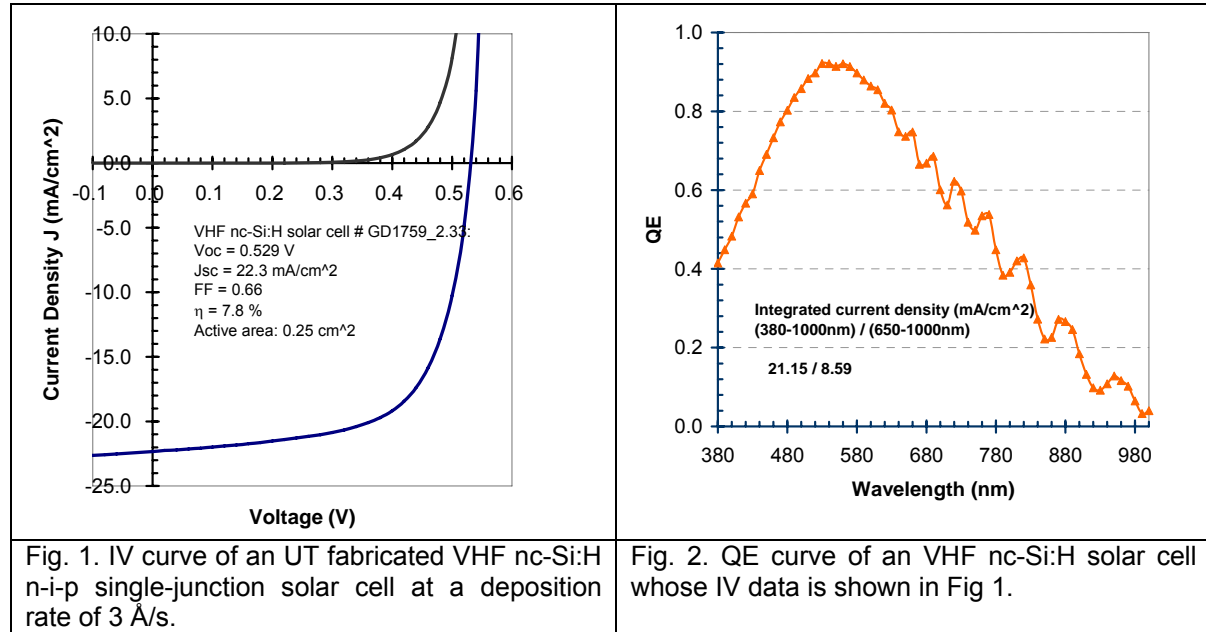 10.0
5.0
0.0
-0.1 0.0 0.1 0.2 0.3 0.4 0.5 0.6
-5.0
-10.0
-15.0
-20.0
-25.0
Current Density J (mA/cm^2)
VHF nc-Si:H solar cell # GD1759_2.33:
Voc = 0.529 V
Jsc = 22.3 mA/cm^2
FF = 0.66
η = 7.8 %
Active area: 0.25 cm^2
Voltage (V)
Fig. 1. IV curve of an UT fabricated VHF nc-Si:H
n-i-p single-junction solar cell at a deposition
rate of 3 Å/s.
1.0
0.8
0.6
0.4
0.2
0.0
QE
Integrated current density (mA/cm^2)
(380-1000nm) / (650-1000nm)
21.15 / 8.59
380 480 580 680 780 880 980
Wavelength (nm)
Fig. 2. QE curve of an VHF nc-Si:H solar cell
whose IV data is shown in Fig 1.